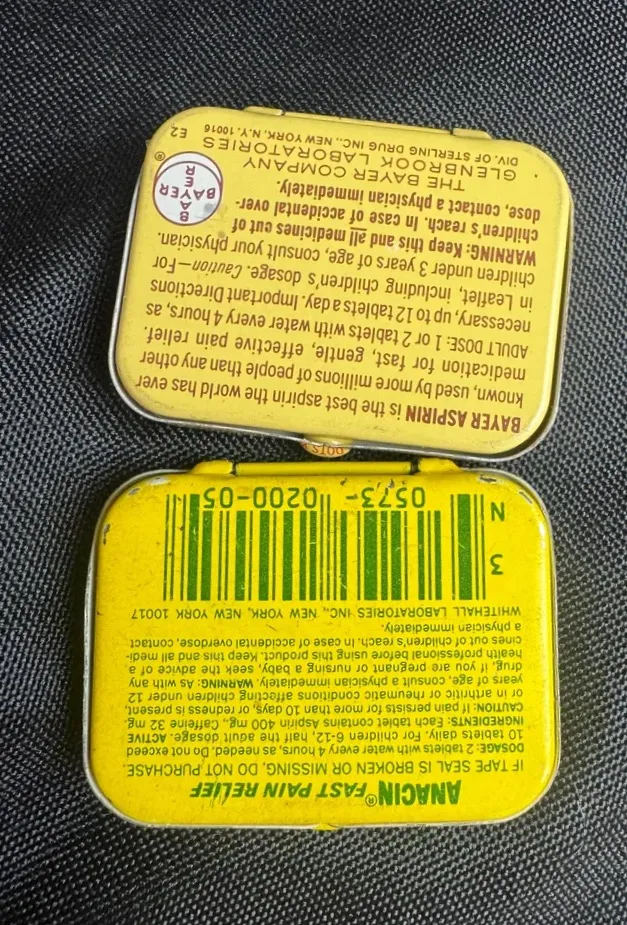 BAYER ASPIRIN is the best aspirin in the world has ever
known, used by more millions of people than any other
medication for fast, gentle, effective pain relief.
ADULT DOSE: 1 or 2 tablets with water every 4 hours, as
necessary, up to 12 tablets a day. Important Directions
in Leaflet, including children's dosage. Caution—For
children under 3 years of age, consult your physician.
WARNING: Keep this and all medicines out of
children's reach. In case of accidental over-
dose, contact a physician immediately.
THE BAYER COMPANY
GLENBROOK LABORATORIES
DIV. OF STERLING DRUG INC., NEW YORK, N.Y. 10016
E2
BAYER
BAYER
®
ANACIN® FAST PAIN RELIEF
IF TAPE SEAL IS BROKEN OR MISSING, DO NOT PURCHASE.
DOSAGE: 2 tablets with water every 4 hours, as needed. Do not exceed
10 tablets daily. For children 6-12, half the adult dosage. ACTIVE
INGREDIENTS: Each tablet contains Aspirin 400 mg., Caffeine 32 mg.
CAUTION: If pain persists for more than 10 days, or redness is present,
or in arthritic or rheumatic conditions affecting children under 12
years of age, consult a physician immediately. WARNING: As with any
drug, if you are pregnant or nursing a baby, seek the advice of a
health professional before using this product. Keep this and all medi-
cines out of children's reach. In case of accidental overdose, contact
a physician immediately.
WHITEHALL LABORATORIES, INC., NEW YORK, NEW YORK 10017
3
N
0573-
0200-05